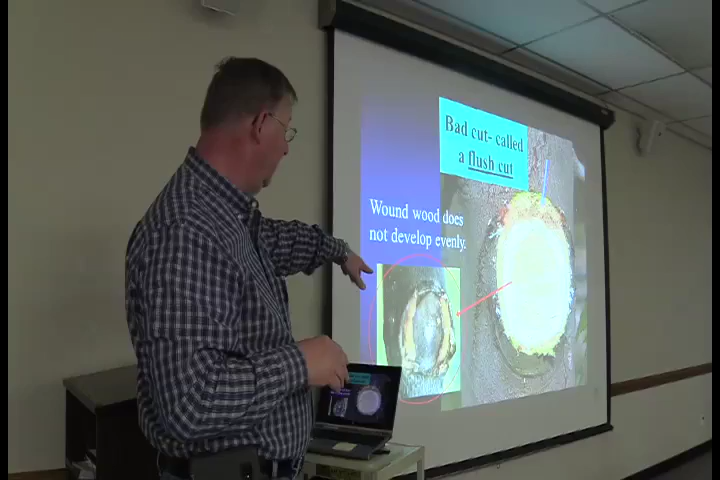 Bad cut- called
a flush cut
Wound wood does
not develop evenly.